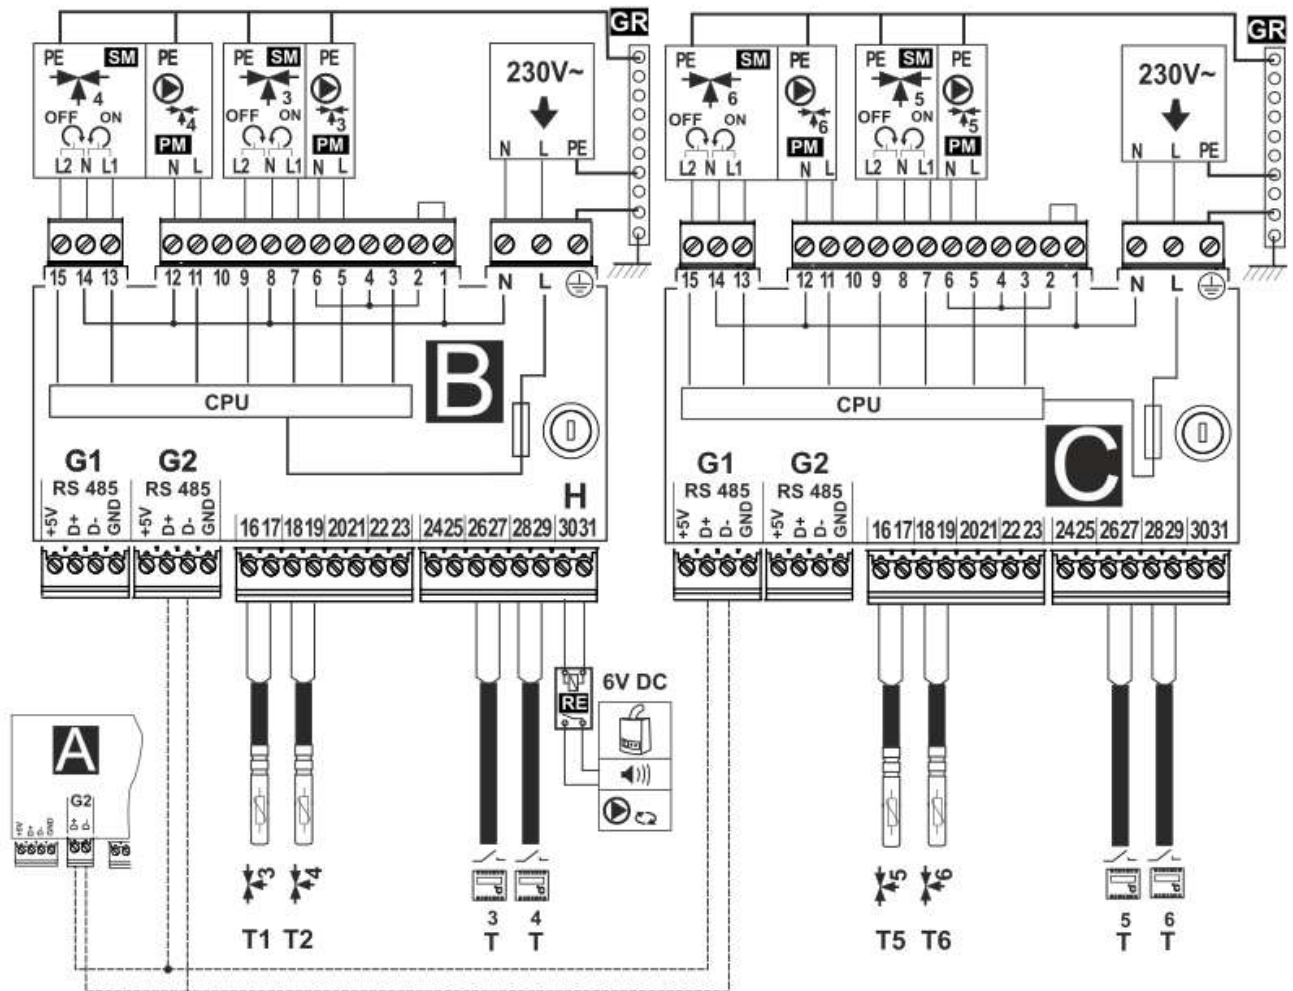 GR GR
PE SM PE PE SM PE 230V~ PE SM PE PE SM PE 230V~
4 4 3 3 6 6 5 5
OFF ON OFF ON OFF ON OFF ON
PM PM PM PM
L2 N L1 N L L2 N L1 N L N L PE L2 N L1 N L L2 N L1 N L N L PE
15 14 13 12 11 10 9 8 7 6 5 4 3 2 1 N L 15 14 13 12 11 10 9 8 7 6 5 4 3 2 1 N L
B
CPU CPU
C
G1 G2 H G1 G2
RS 485 RS 485 RS 485 RS 485
+5V D+ D- GND +5V D+ D- GND +5V D+ D- GND +5V D+ D- GND
16 17 18 19 20 21 22 23 24 25 26 27 28 29 30 31 16 17 18 19 20 21 22 23 24 25 26 27 28 29 30 31
6V DC
RE
A
G2
+5V D+ D- GND D+ D-
3 4 5 6
3 4 5 6
T1 T2 T T T5 T6 T T